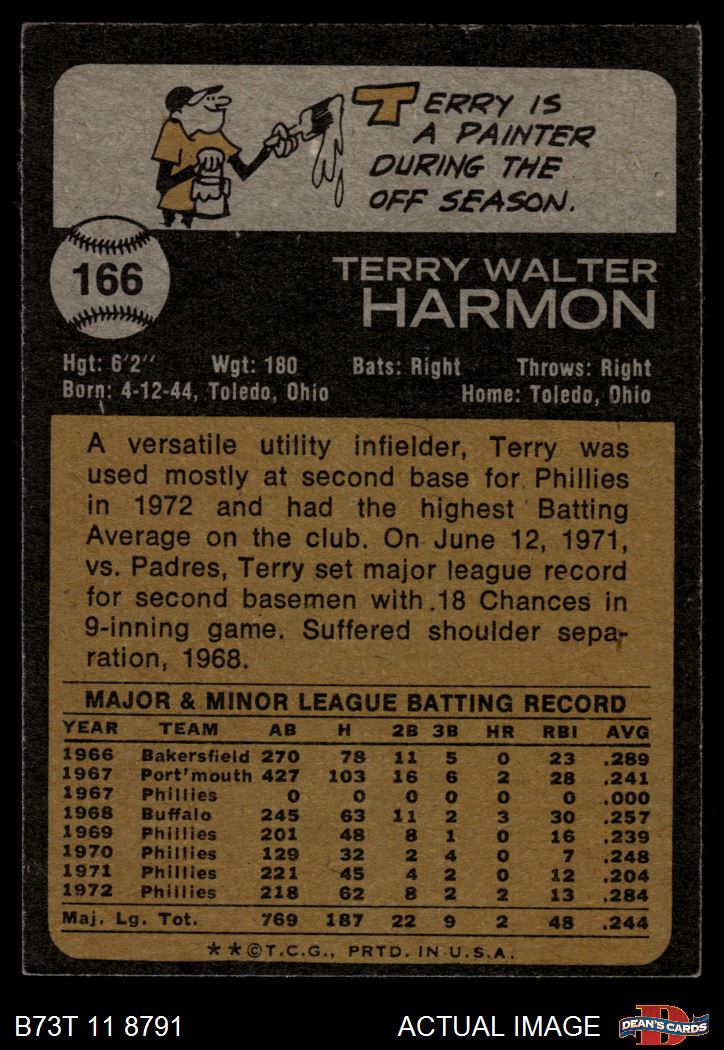 TERRY IS
A PAINTER
DURING THE
OFF SEASON.
166
TERRY WALTER
HARMON
Hgt: 6'2" Wgt: 180 Bats: Right Throws: Right
Born: 4-12-44, Toledo, Ohio Home: Toledo, Ohio
A versatile utility infielder, Terry was
used mostly at second base for Phillies
in 1972 and had the highest Batting
Average on the club. On June 12, 1971,
vs. Padres, Terry set major league record
for second basemen with 18 Chances in
9-inning game. Suffered shoulder sepa-
ration, 1968.
MAJOR & MINOR LEAGUE BATTING RECORD
YEAR TEAM AB H 2B 3B HR RBI AVG
1966 Bakersfield 270 78 11 5 0 23 .289
1967 Port'mouth 427 103 16 6 2 28 .241
1967 Phillies 0 0 0 0 0 0 .000
1968 Buffalo 245 63 11 2 3 30 .257
1969 Phillies 201 48 8 1 0 16 .239
1970 Phillies 129 32 2 4 0 7 .248
1971 Phillies 221 45 4 2 0 12 .204
1972 Phillies 218 62 8 2 2 13 .284
Maj. Lg. Tot. 769 187 22 9 2 48 .244
**©T.C.G., PRTD. IN U.S.A.
B73T 11 8791 ACTUAL IMAGE
D
DEAN'S CARDS